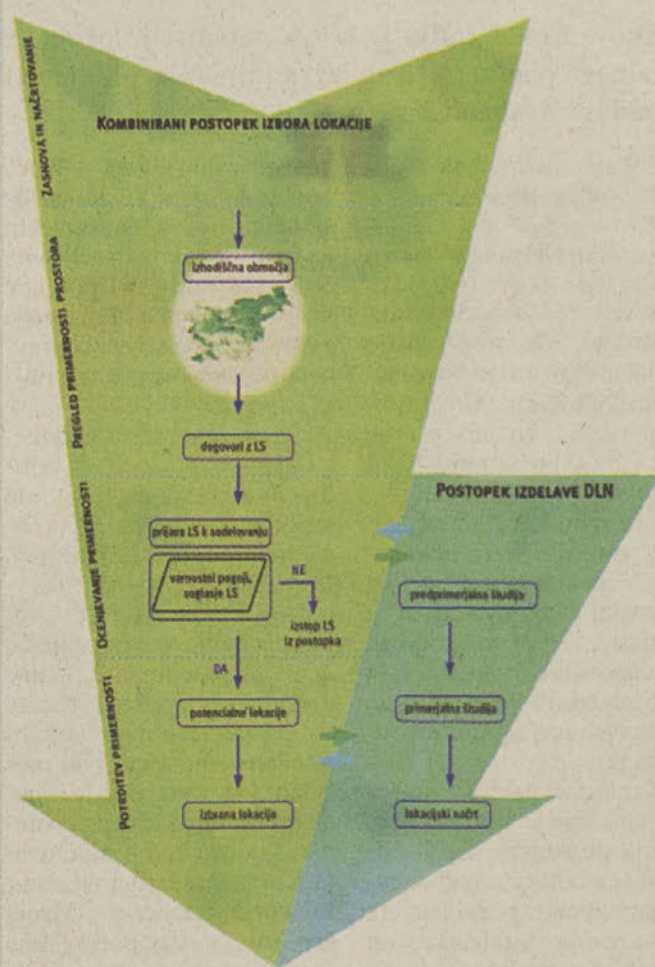 ZASNOVA IN NAČRTOVANJE
KOMBINIRANI POSTOPEK IZBORA LOKACIJE
PREGLED PRIMERNOSTI PROSTORA
izhodiščna območja
dogovori z LS
OCENJEVANJE PRIMERNOSTI
POSTOPEK IZDELAVE DLN
prijava LS k sodelovanju
varnostni pogoji,
soglasje LS
NE
izstop LS
iz postopka
predprimerjalna študija
DA
POTRDITEV PRIMERNOSTI
potencialne lokacije
primerjalna študija
izbrana lokacija
lokacijski načrt